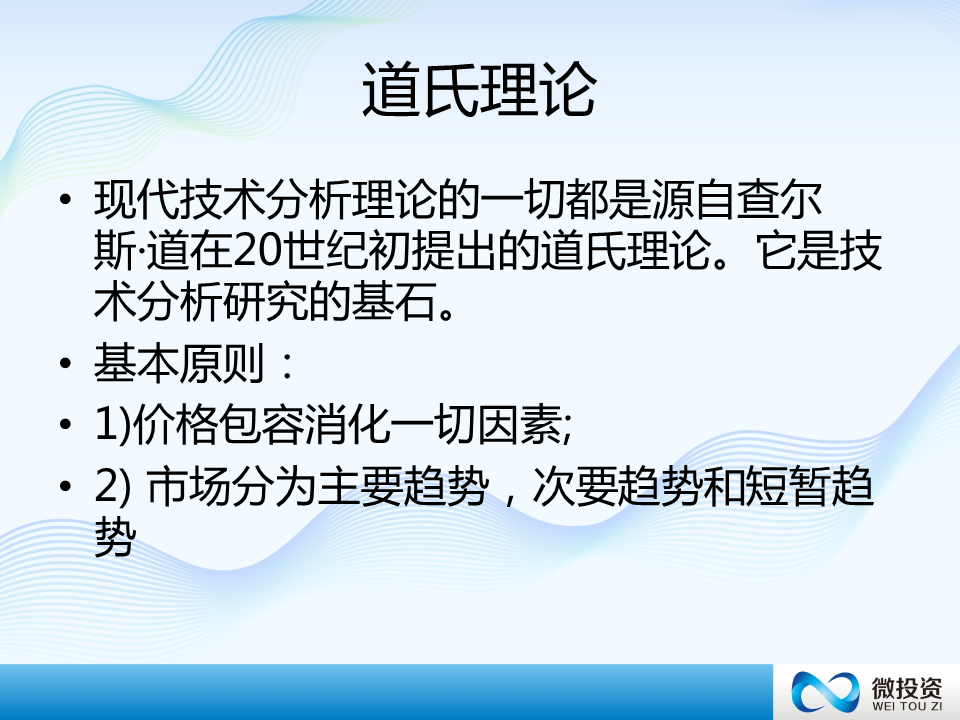 道氏理论
• 现代技术分析理论的一切都是源自查尔
斯·道在20世纪初提出的道氏理论。它是技
术分析研究的基石。
• 基本原则：
• 1)价格包容消化一切因素;
• 2) 市场分为主要趋势，次要趋势和短暂趋
势
微投资
WEI TOU ZI